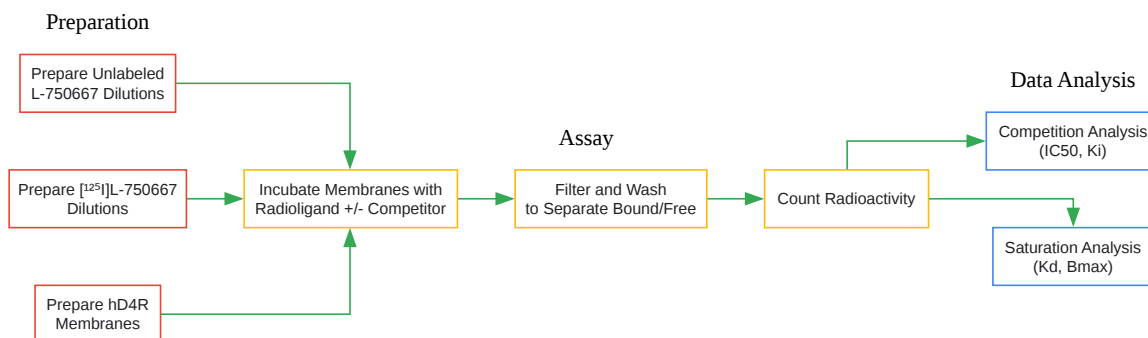 Preparation
Prepare Unlabeled
L-750667 Dilutions
Prepare [¹²⁵I]L-750667
Dilutions
Prepare hD4R
Membranes
Assay
Incubate Membranes with
Radioligand +/- Competitor
Filter and Wash
to Separate Bound/Free
Count Radioactivity
Data Analysis
Competition Analysis
(IC50, Ki)
Saturation Analysis
(Kd, Bmax)